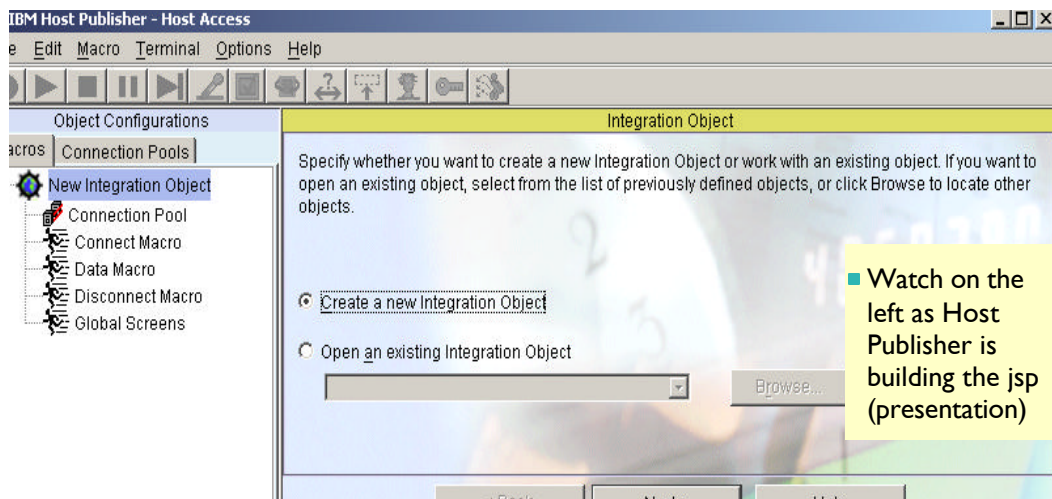 IBM Host Publisher - Host Access
Edit Macro Terminal Options Help
Object Configurations
Integration Object
Connection Pools
New Integration Object
Connection Pool
Connect Macro
Data Macro
Disconnect Macro
Global Screens
Specify whether you want to create a new Integration Object or work with an existing object. If you want to
open an existing object, select from the list of previously defined objects, or click Browse to locate other
objects.
Create a new Integration Object
Open an existing Integration Object
Browse...
Watch on the
left as Host
Publisher is
building the jsp
(presentation)